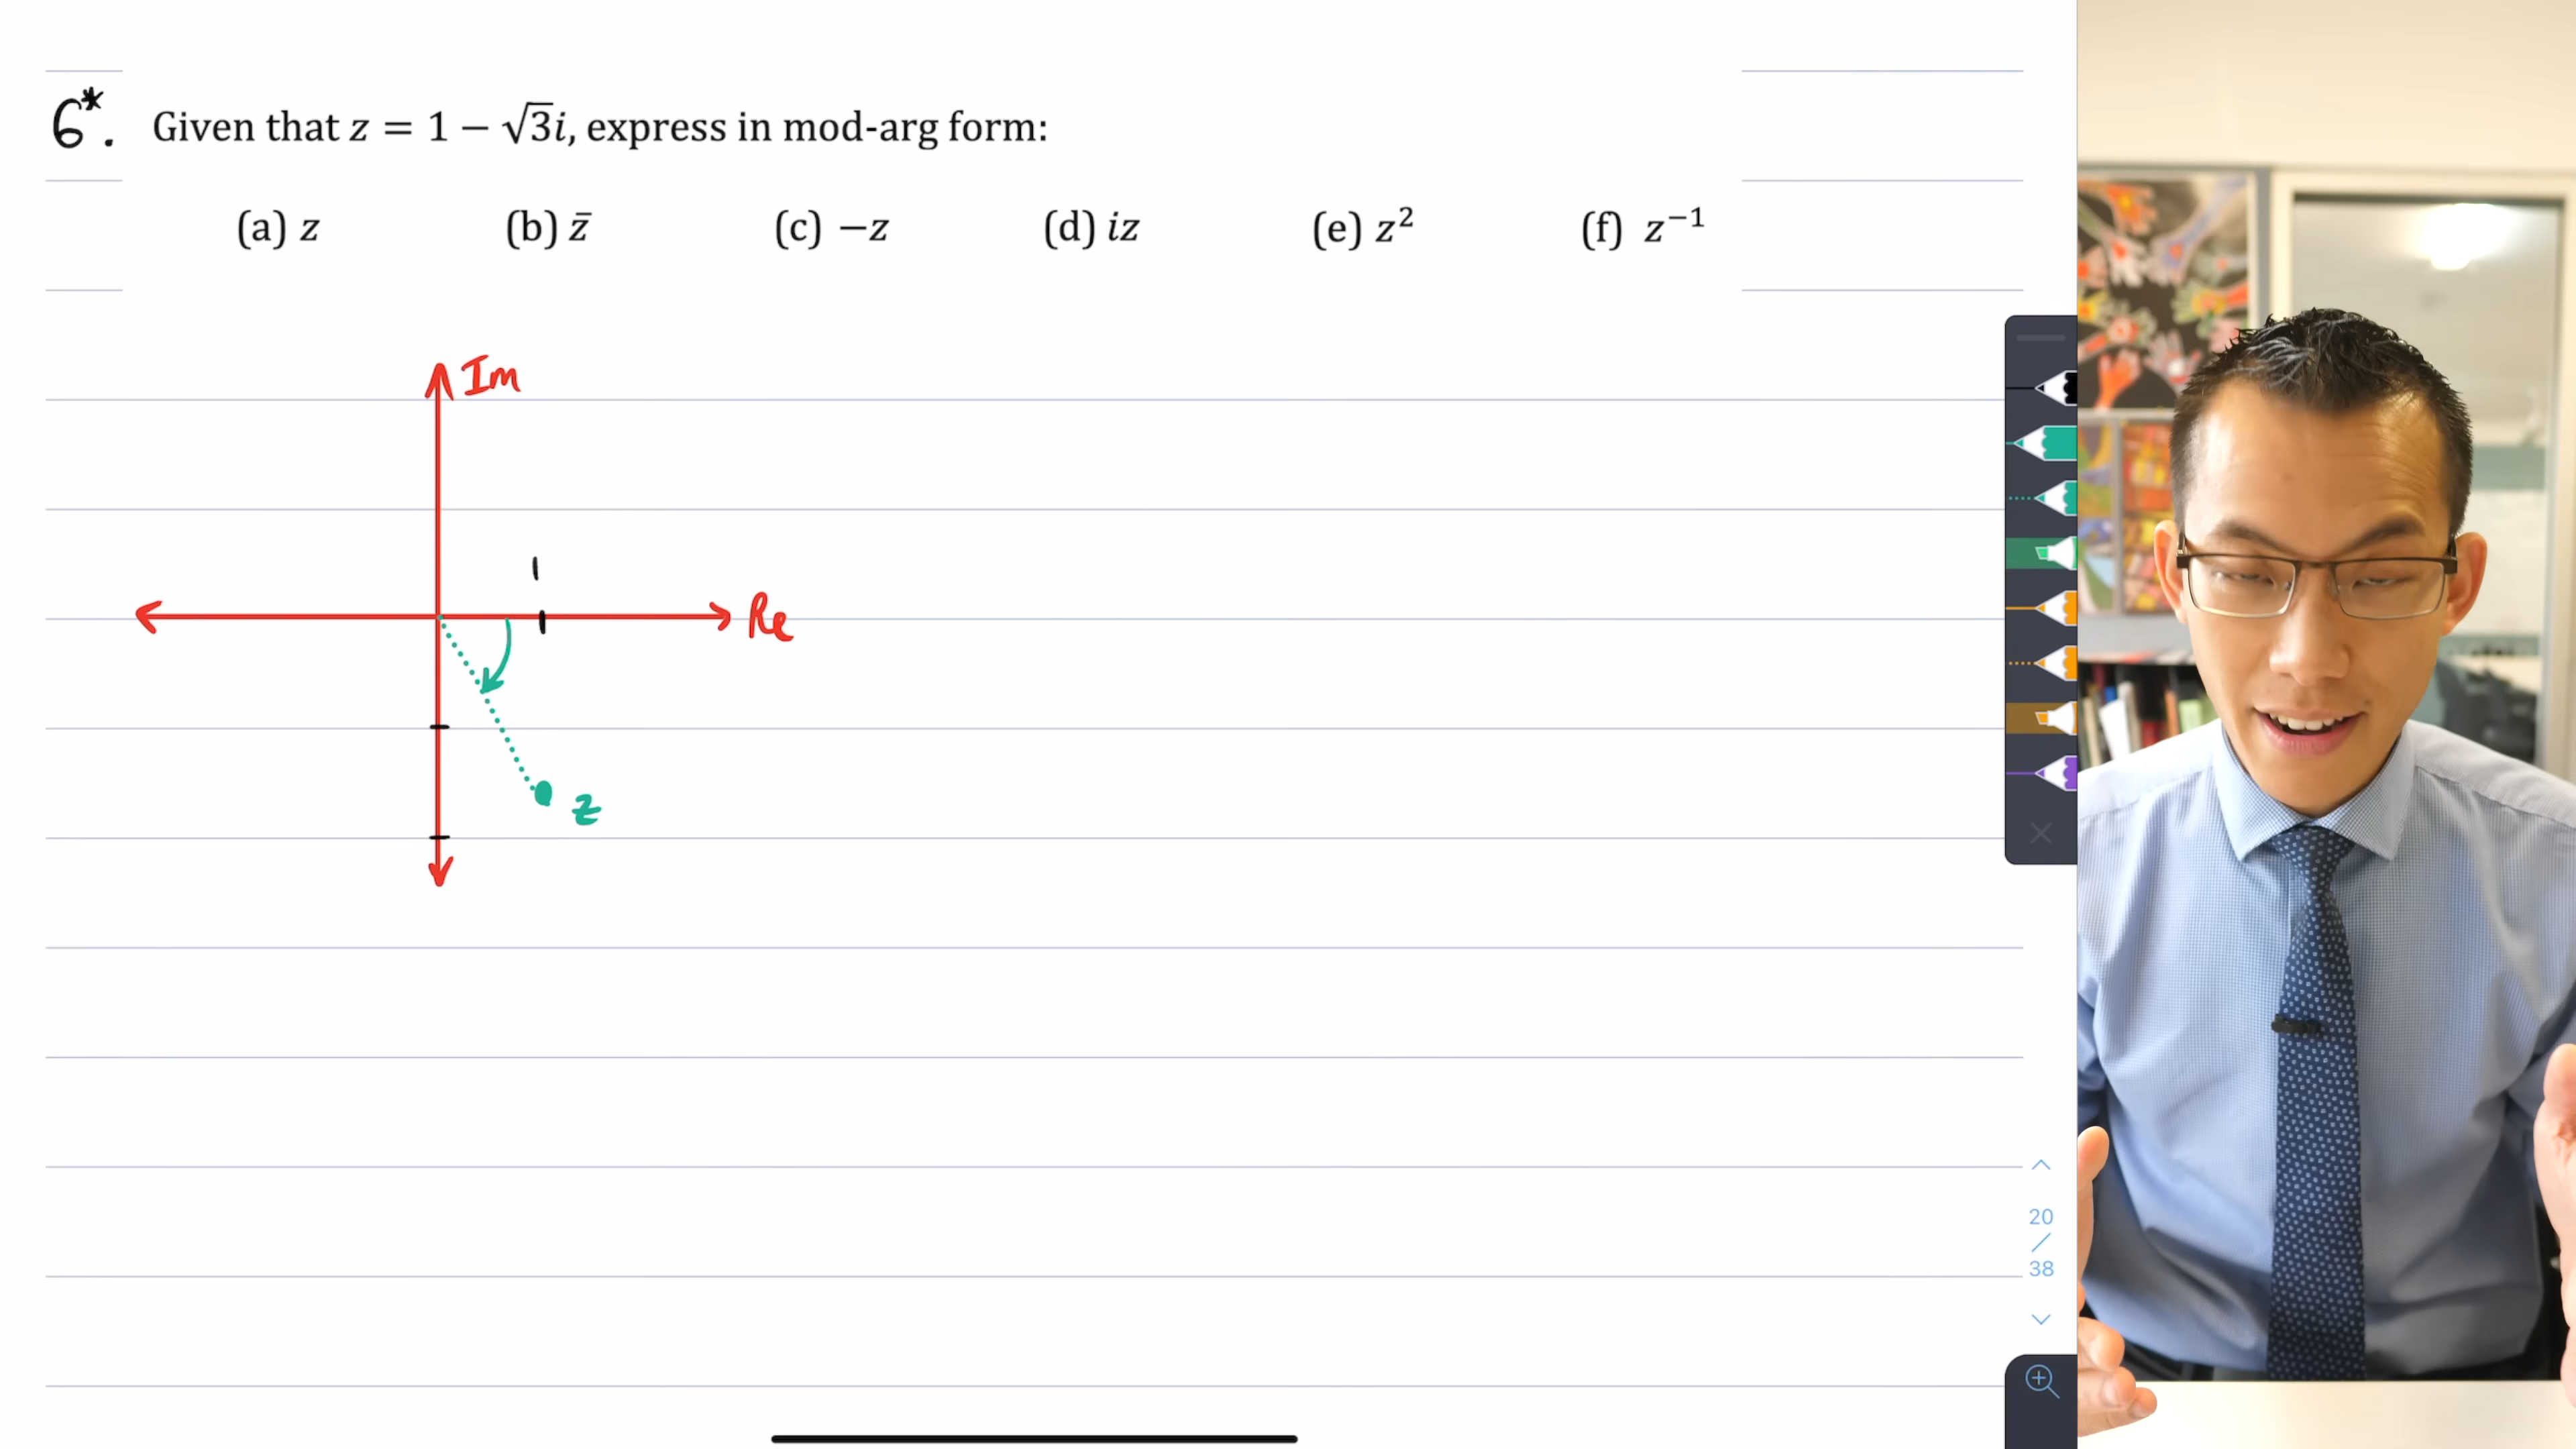 6*. Given that z = 1 − √3i, express in mod-arg form:
(a) z (b) z̄ (c) −z (d) iz (e) z² (f) z⁻¹
Im
1
Re
z
20
/
38